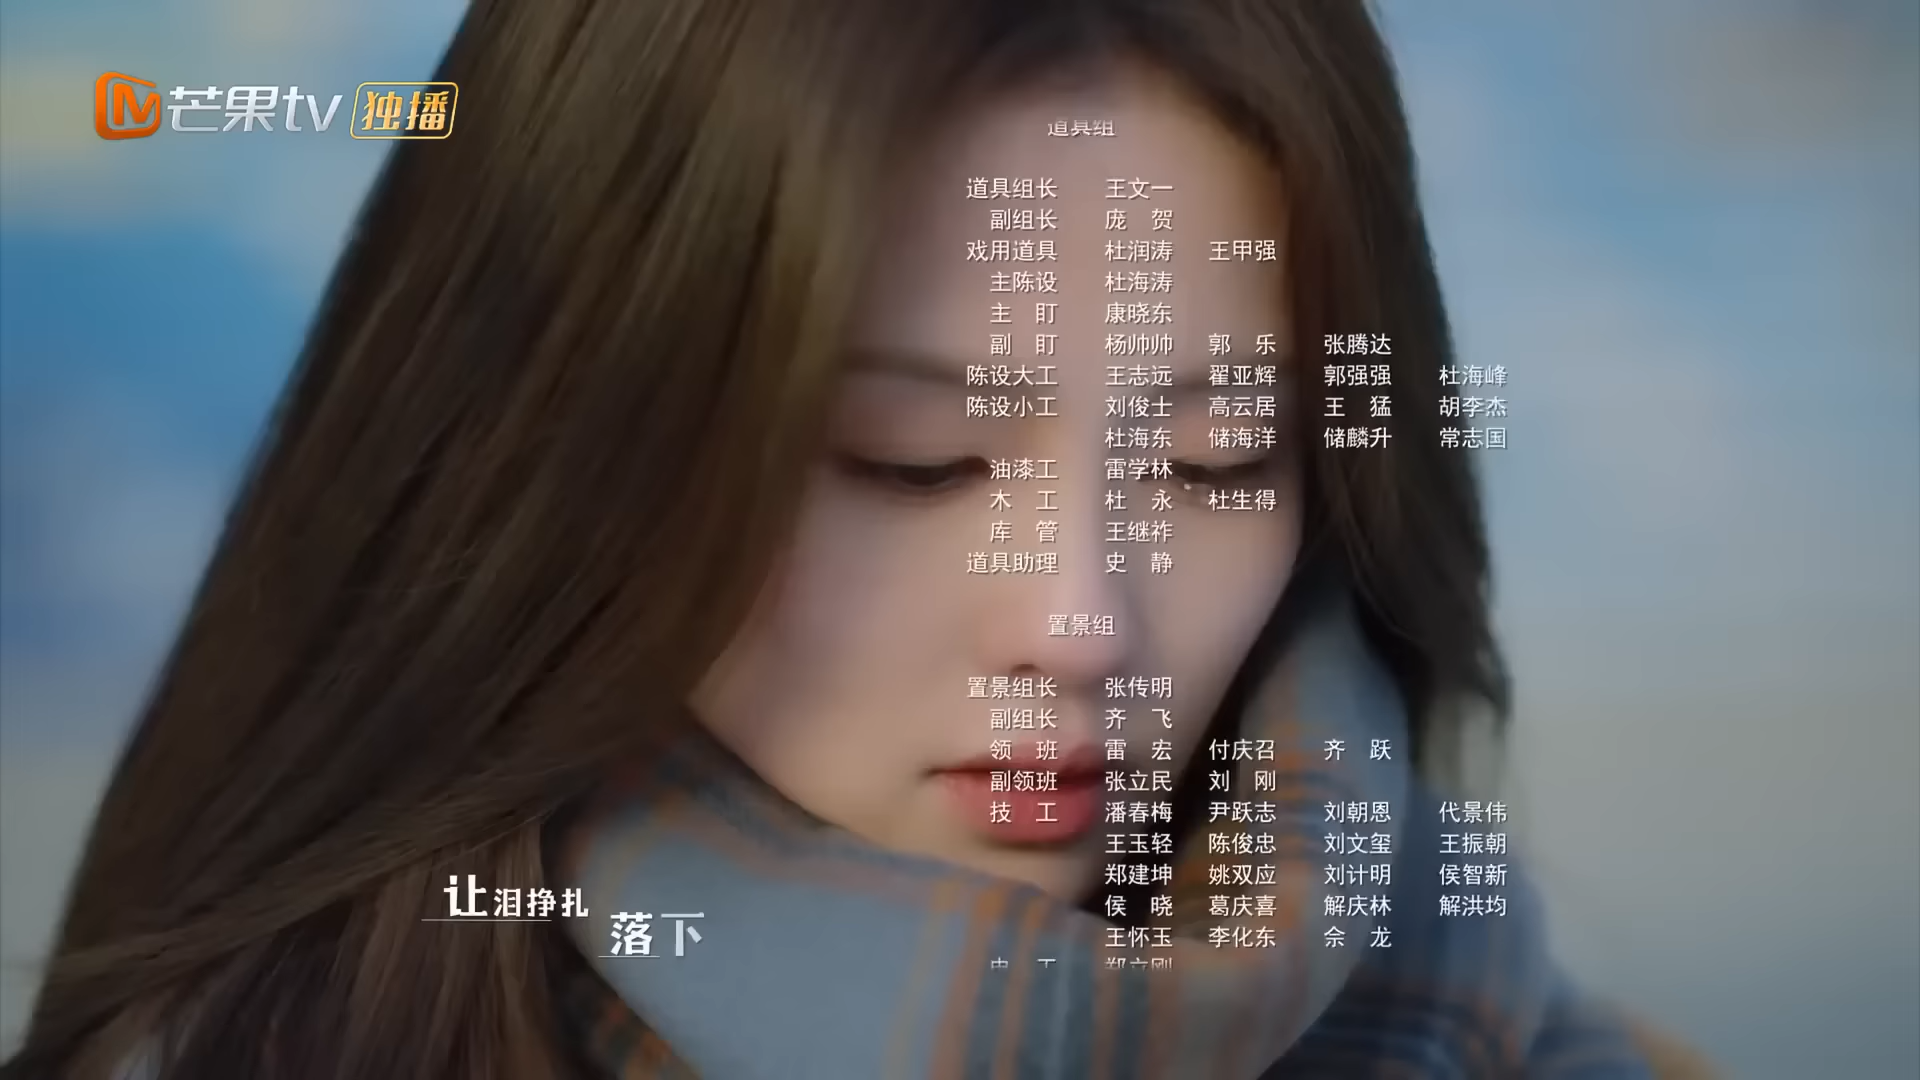 芒果tv 独播
道具组
道具组长 王文一
副组长 庞 贺
戏用道具 杜润涛 王甲强
主陈设 杜海涛
主 盯 康晓东
副 盯 杨帅帅 郭 乐 张腾达
陈设大工 王志远 翟亚辉 郭强强 杜海峰
陈设小工 刘俊士 高云居 王 猛 胡李杰
杜海东 储海洋 储麟升 常志国
油漆工 雷学林
木 工 杜 永 杜生得
库 管 王继祚
道具助理 史 静
置景组
置景组长 张传明
副组长 齐 飞
领 班 雷 宏 付庆召 齐 跃
副领班 张立民 刘 刚
技 工 潘春梅 尹跃志 刘朝恩 代景伟
王玉轻 陈俊忠 刘文玺 王振朝
郑建坤 姚双应 刘计明 侯智新
侯 晓 葛庆喜 解庆林 解洪均
王怀玉 李化东 佘 龙
让泪挣扎
落下